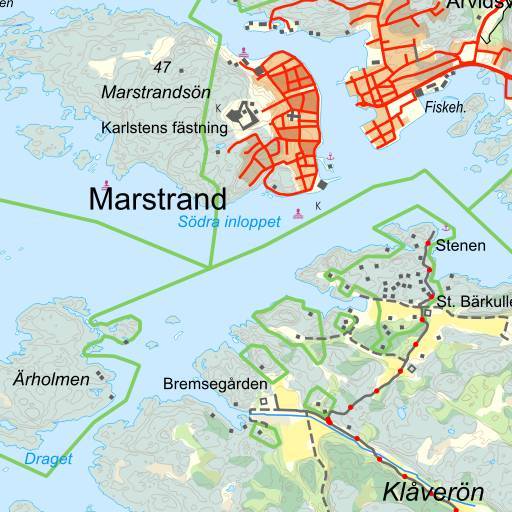 Arvidsv
47
Marstrandsön
K
Fiskeh.
Karlstens fästning
Marstrand
K
Södra inloppet
Stenen
St. Bärkulle
Ärholmen
Bremsegården
Draget
Klåverön